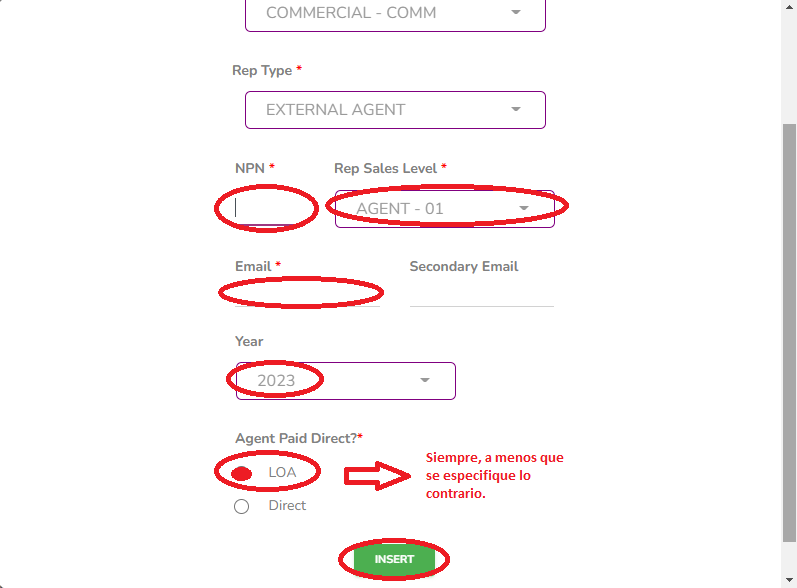 COMMERCIAL - COMM
Rep Type *
EXTERNAL AGENT
NPN * Rep Sales Level *
AGENT - 01
Email * Secondary Email
Year
2023
Agent Paid Direct?*
LOA
Siempre, a menos que
se especifique lo
contrario.
Direct
INSERT